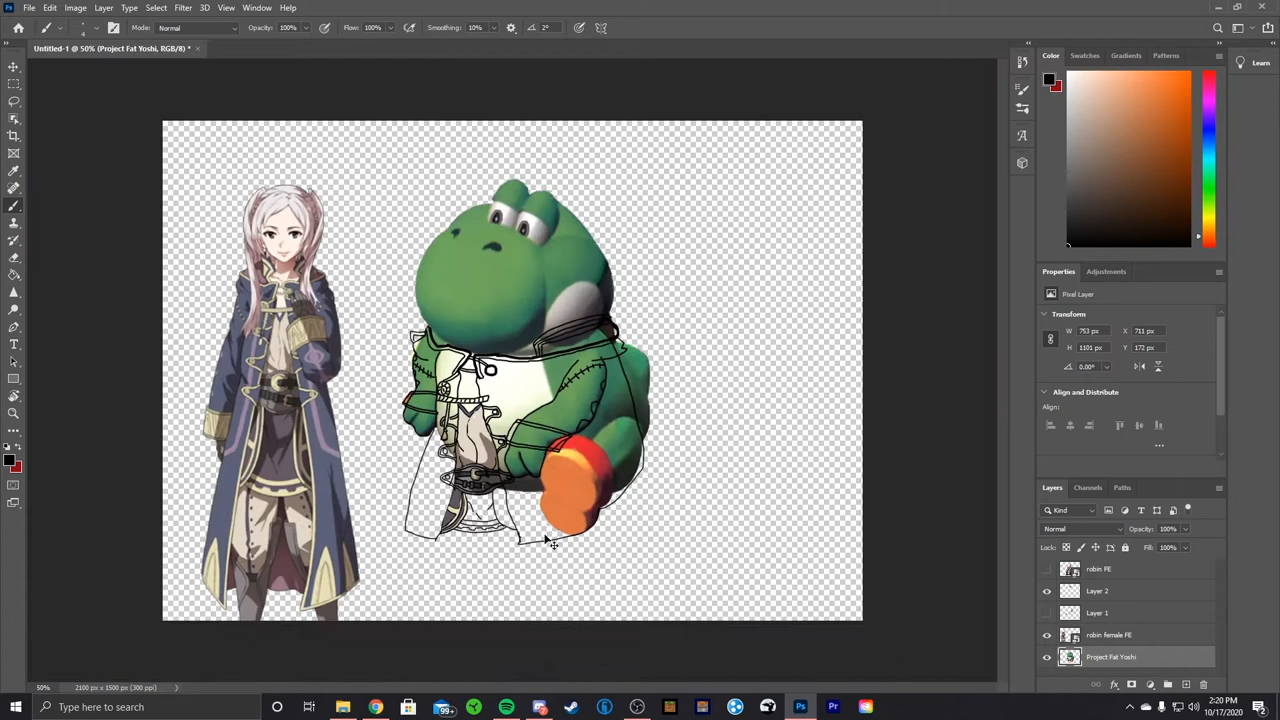 File Edit Image Layer Type Select Filter 3D View Window Help
Mode: Normal Opacity: 100% Flow: 100% Smoothing: 10% 2°
Untitled-1 @ 50% (Project Fat Yoshi, RGB/8) *
Color Swatches Gradients Patterns
Learn
Properties Adjustments
Pixel Layer
Transform
W 753 px X 711 px
H 1101 px Y 172 px
0.00°
Align and Distribute
Align:
Layers Channels Paths
Kind
Normal Opacity: 100%
Lock: Fill: 100%
robin FE
Layer 2
Layer 1
robin female FE
Project Fat Yoshi
50% 2100 px x 1500 px (300 ppi)
Type here to search
99+
2:20 PM
10/17/2020
2